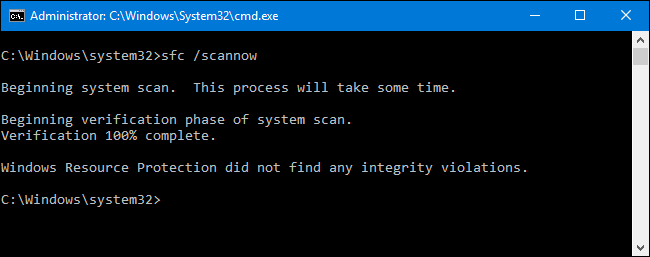 Administrator: C:\Windows\System32\cmd.exe
C:\Windows\system32>sfc /scannow
Beginning system scan.  This process will take some time.
Beginning verification phase of system scan.
Verification 100% complete.
Windows Resource Protection did not find any integrity violations.
C:\Windows\system32>